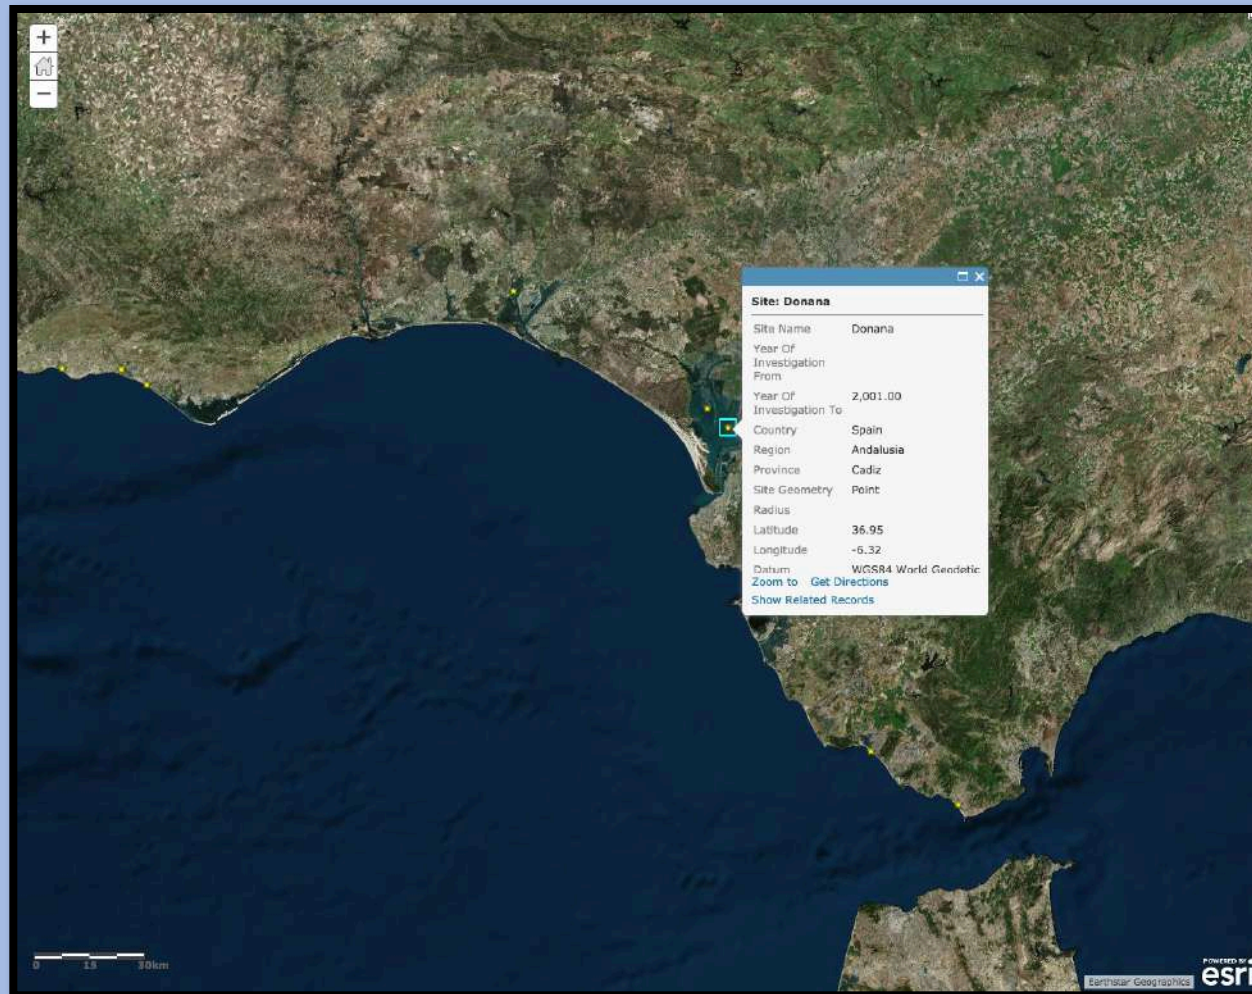 +
−
Site: Donana
Site Name Donana
Year Of
Investigation
From
Year Of 2,001.00
Investigation To
Country Spain
Region Andalusia
Province Cadiz
Site Geometry Point
Radius
Latitude 36.95
Longitude -6.32
Datum WGS84 World Geodetic
Zoom to Get Directions
Show Related Records
0 15 30km
Earthstar Geographics
POWERED BY
esri